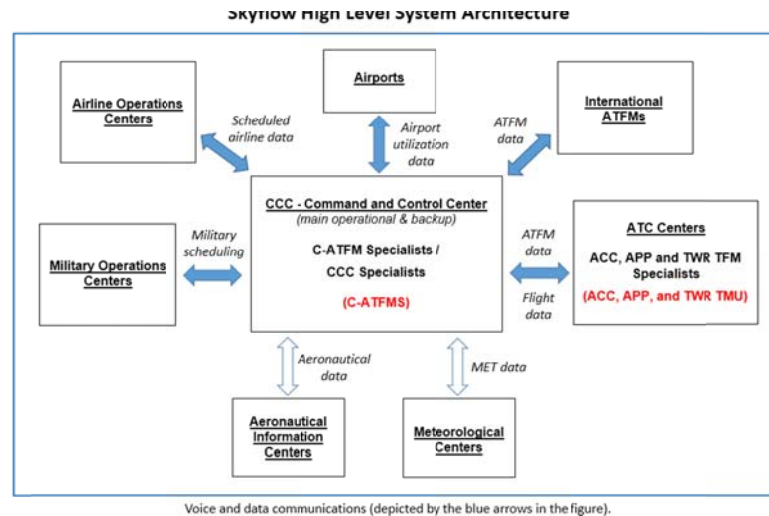 Skyflow High Level System Architecture
Airline Operations
Centers
Scheduled
airline data
Airports
Airport
utilization
data
ATFM
data
International
ATFMs
CCC - Command and Control Center
(main operational & backup)
C-ATFM Specialists /
CCC Specialists
(C-ATFMS)
Military Operations
Centers
Military
scheduling
ATFM
data
Flight
data
ATC Centers
ACC, APP and TWR TFM
Specialists
(ACC, APP, and TWR TMU)
Aeronautical
data
MET data
Aeronautical
Information
Centers
Meteorological
Centers
Voice and data communications (depicted by the blue arrows in the figure).